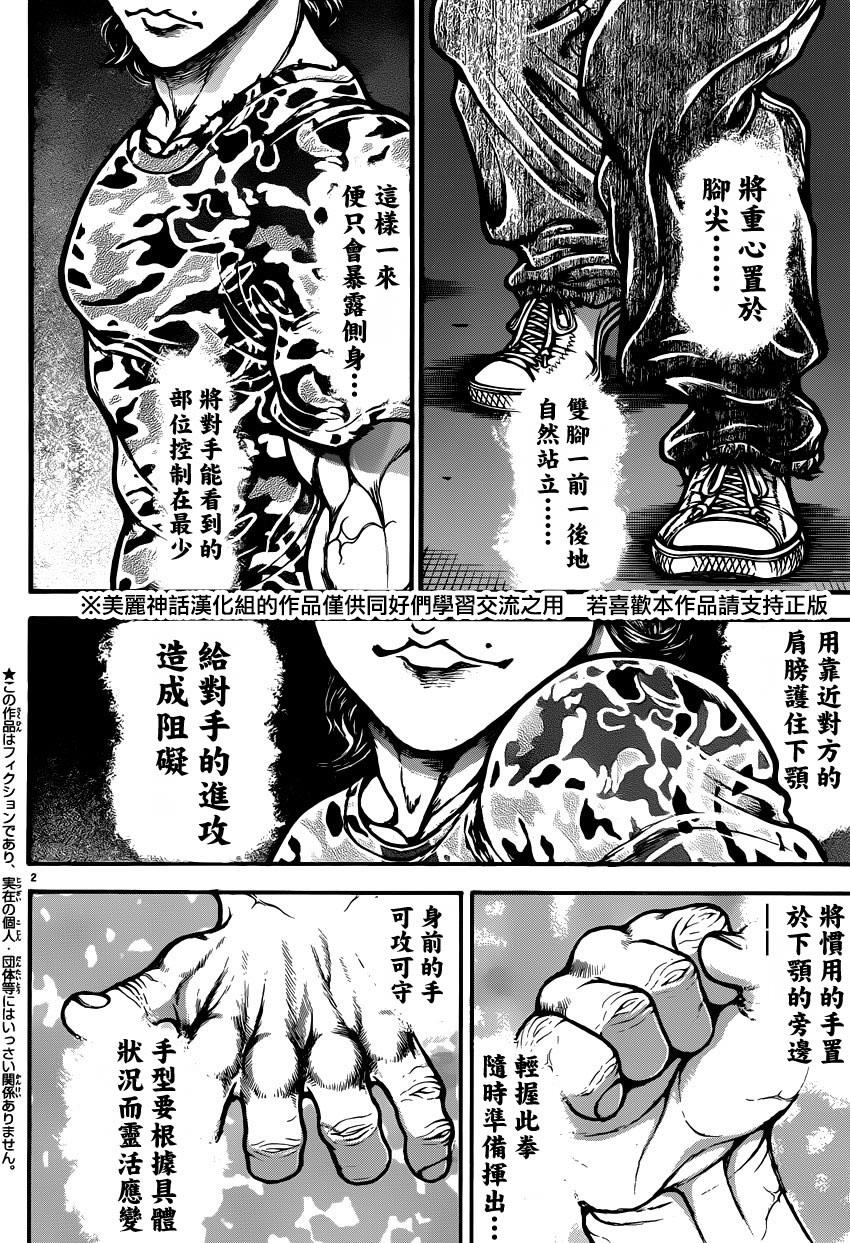 將重心置於
腳尖……
雙腳一前一後地
自然站立……
這樣一來
便只會暴露側身…
將對手能看到的
部位控制在最少
※美麗神話漢化組的作品僅供同好們學習交流之用　若喜歡本作品請支持正版
用靠近對方的
肩膀護住下顎
給對手的進攻
造成阻礙
將慣用的手置
於下顎的旁邊
——
輕握此拳
隨時準備揮出…
身前的手
可攻可守
手型要根據具體
狀況而靈活應變
2
★この作品はフィクションであり、実在の個人・団体等にはいっさい関係ありません。